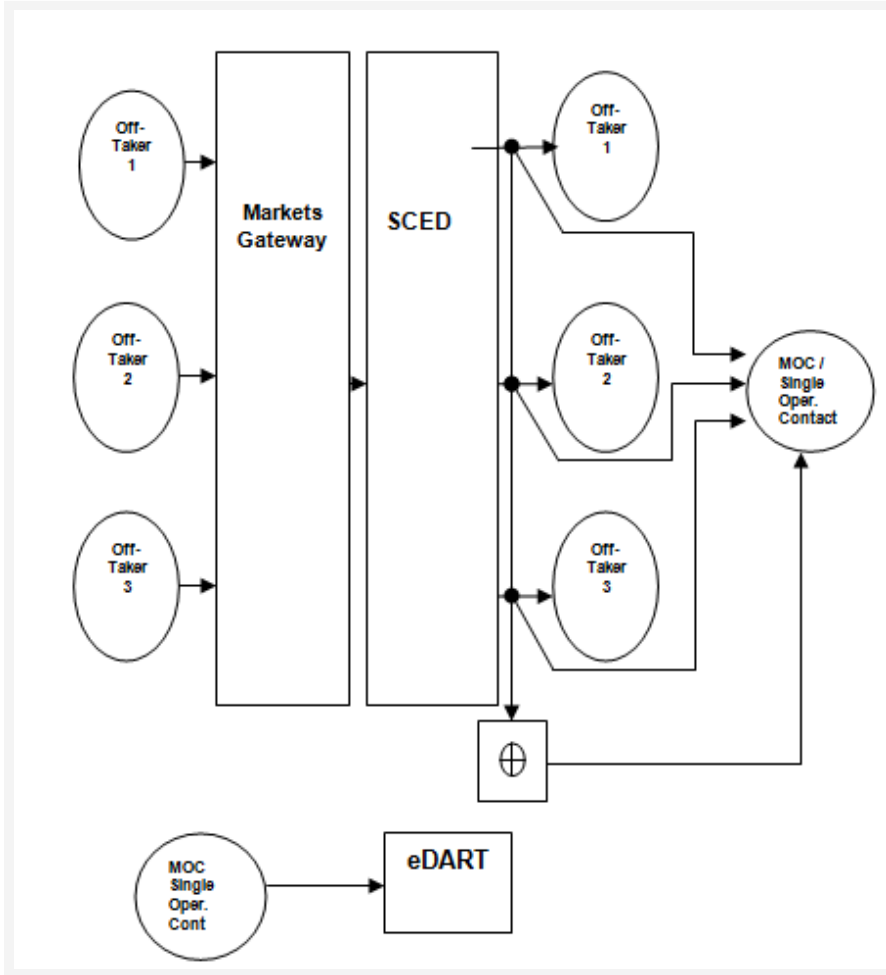 Off-
Taker
1
Markets
Gateway
SCED
Off-
Taker
1
Off-
Taker
2
Off-
Taker
2
MOC /
Single
Oper.
Contact
Off-
Taker
3
Off-
Taker
3
MOC
Single
Oper.
Cont
eDART